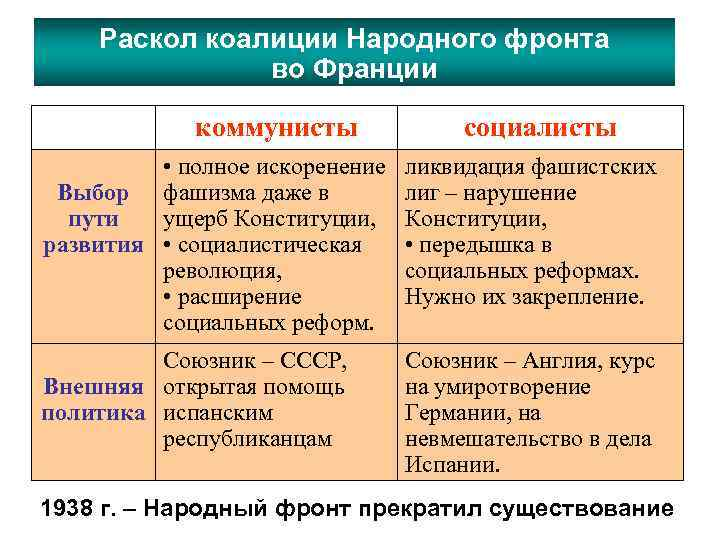 Раскол коалиции Народного фронта
во Франции
коммунисты
социалисты
Выбор
пути
развития
• полное искоренение
фашизма даже в
ущерб Конституции,
• социалистическая
революция,
• расширение
социальных реформ.
ликвидация фашистских
лиг – нарушение
Конституции,
• передышка в
социальных реформах.
Нужно их закрепление.
Внешняя
политика
Союзник – СССР,
открытая помощь
испанским
республиканцам
Союзник – Англия, курс
на умиротворение
Германии, на
невмешательство в дела
Испании.
1938 г. – Народный фронт прекратил существование